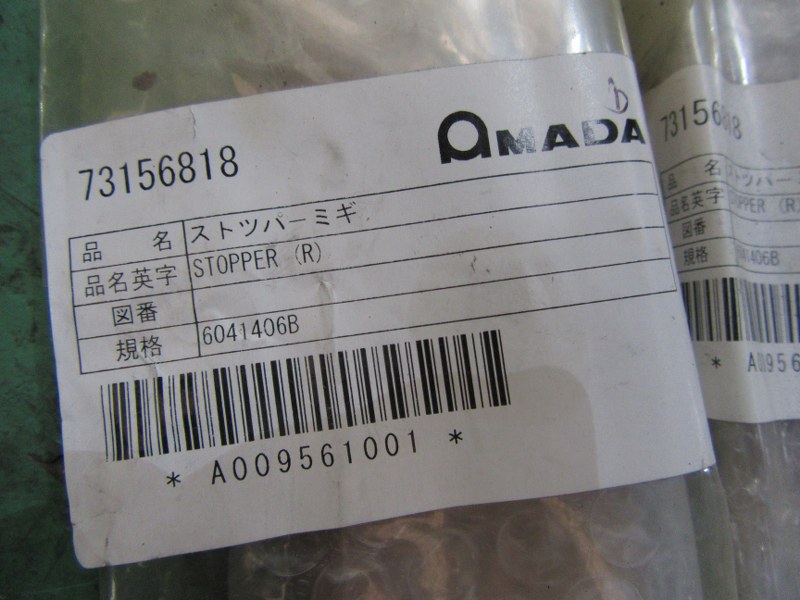 73156818
AMADA
品 名 ストツパーミギ
品名英字 STOPPER (R)
図番
規格 6041406B
* A009561001 *
73156818
品 名 ストツパー
品名英字 STOPPER (R)
図番
規格 6041406B
* A00956